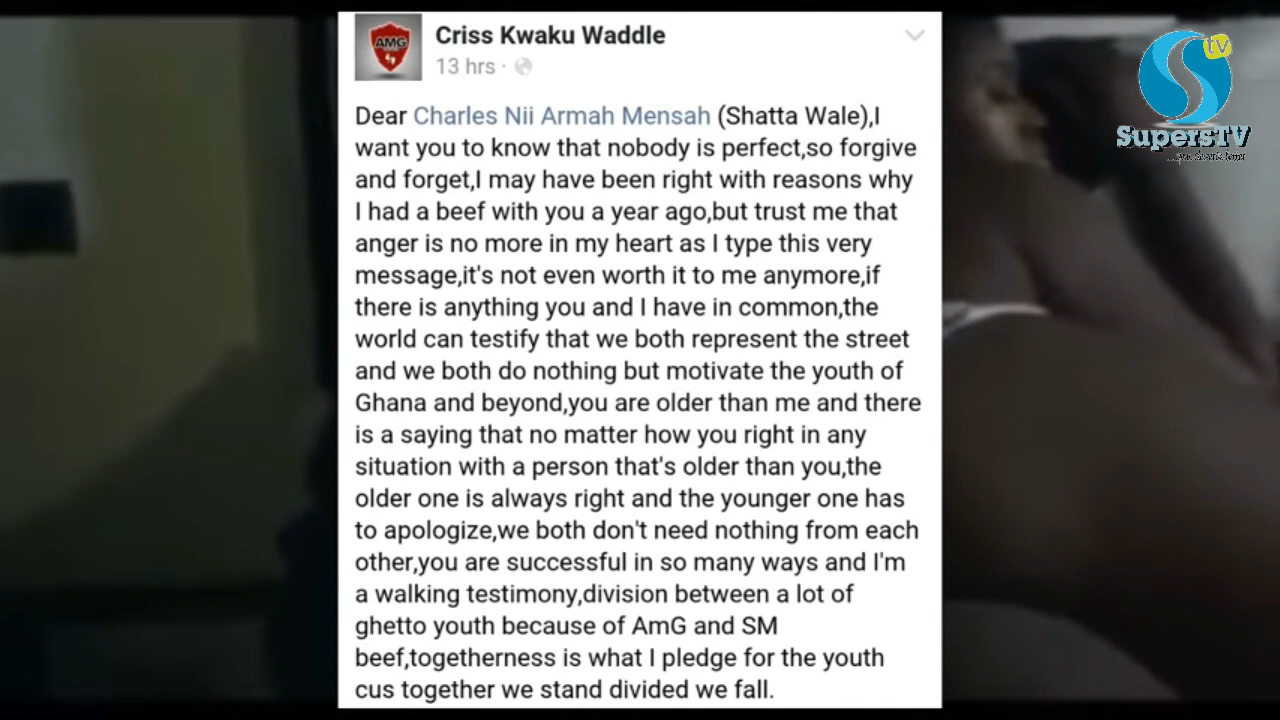 AMG
Criss Kwaku Waddle
13 hrs ·
Dear Charles Nii Armah Mensah (Shatta Wale),I
want you to know that nobody is perfect,so forgive
and forget,I may have been right with reasons why
I had a beef with you a year ago,but trust me that
anger is no more in my heart as I type this very
message,it's not even worth it to me anymore,if
there is anything you and I have in common,the
world can testify that we both represent the street
and we both do nothing but motivate the youth of
Ghana and beyond,you are older than me and there
is a saying that no matter how you right in any
situation with a person that's older than you,the
older one is always right and the younger one has
to apologize,we both don't need nothing from each
other,you are successful in so many ways and I'm
a walking testimony,division between a lot of
ghetto youth because of AmG and SM
beef,togetherness is what I pledge for the youth
cus together we stand divided we fall.
S tv
SupersTV